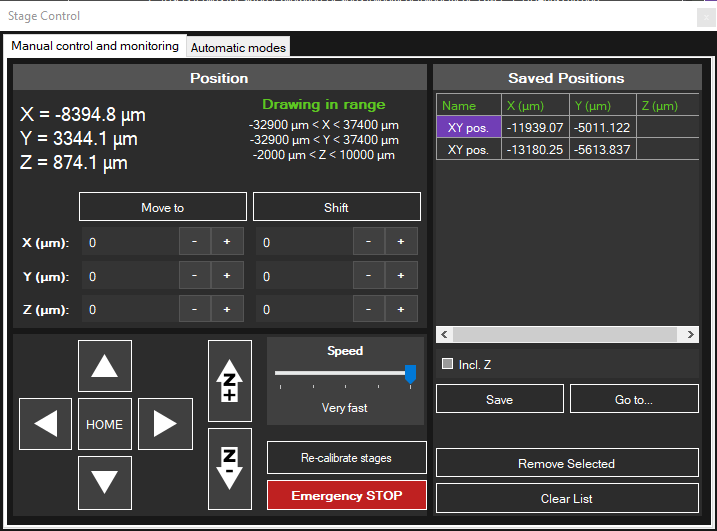 Stage Control
x
Manual control and monitoring
Automatic modes
Position
X = -8394.8 µm
Y = 3344.1 µm
Z = 874.1 µm
Drawing in range
-32900 µm < X < 37400 µm
-32900 µm < Y < 37400 µm
-2000 µm < Z < 10000 µm
Move to
Shift
X (µm): 0 - + 0 - +
Y (µm): 0 - + 0 - +
Z (µm): 0 - + 0 - +
HOME
Z+
Z-
Speed
Very fast
Re-calibrate stages
Emergency STOP
Saved Positions
Name X (µm) Y (µm) Z (µm)
XY pos. -11939.07 -5011.122
XY pos. -13180.25 -5613.837
Incl. Z
Save
Go to...
Remove Selected
Clear List